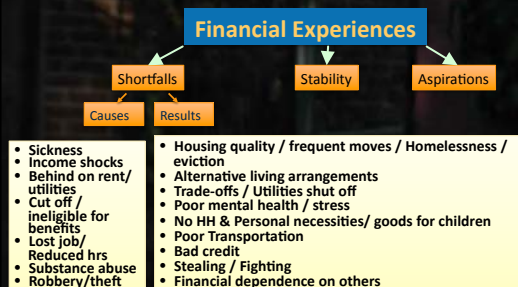 Financial Experiences
Shortfalls
Stability
Aspirations
Causes
Results
• Sickness
• Income shocks
• Behind on rent/
utilities
• Cut off /
ineligible for
benefits
• Lost job/
Reduced hrs
• Substance abuse
• Robbery/theft
• Housing quality / frequent moves / Homelessness /
eviction
• Alternative living arrangements
• Trade-offs / Utilities shut off
• Poor mental health / stress
• No HH & Personal necessities/ goods for children
• Poor Transportation
• Bad credit
• Stealing / Fighting
• Financial dependence on others